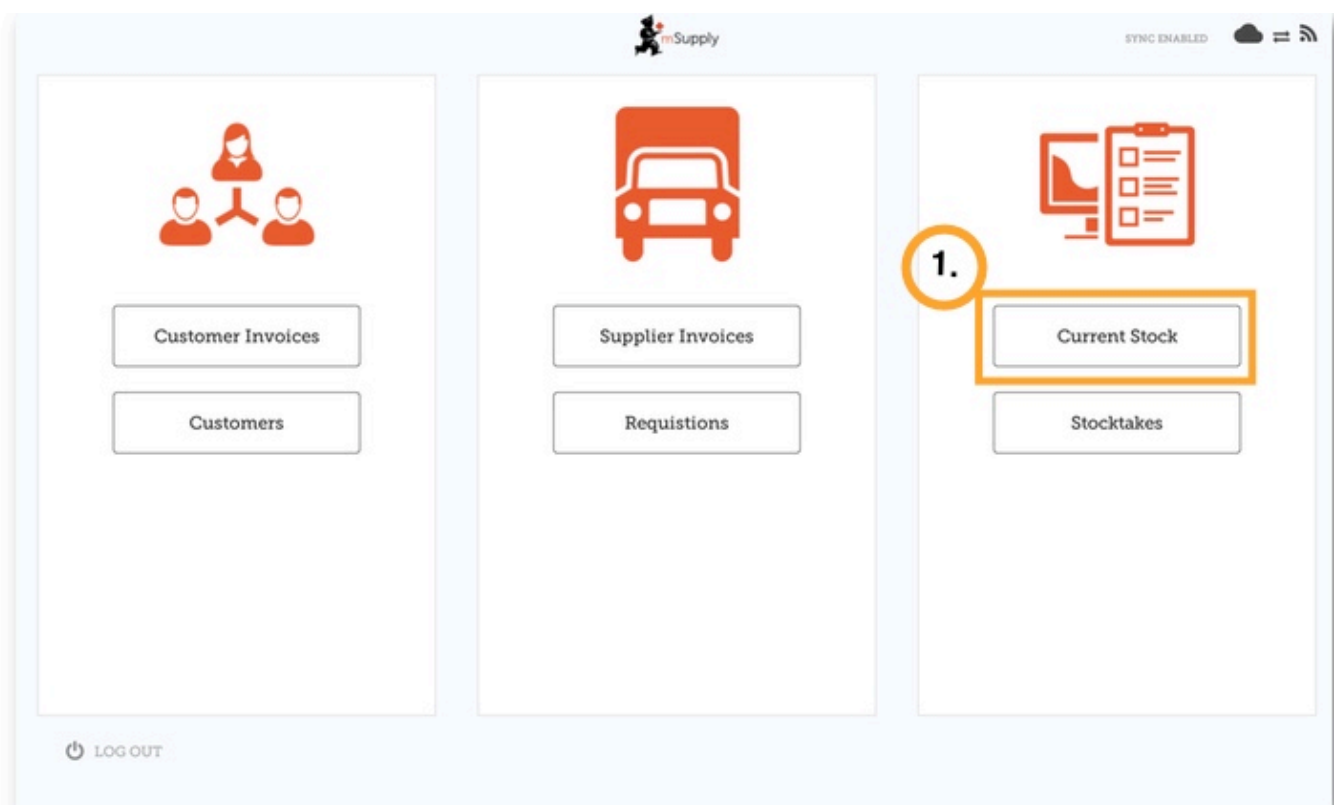 mSupply
SYNC ENABLED
1.
Customer Invoices
Customers
Supplier Invoices
Requistions
Current Stock
Stocktakes
LOG OUT